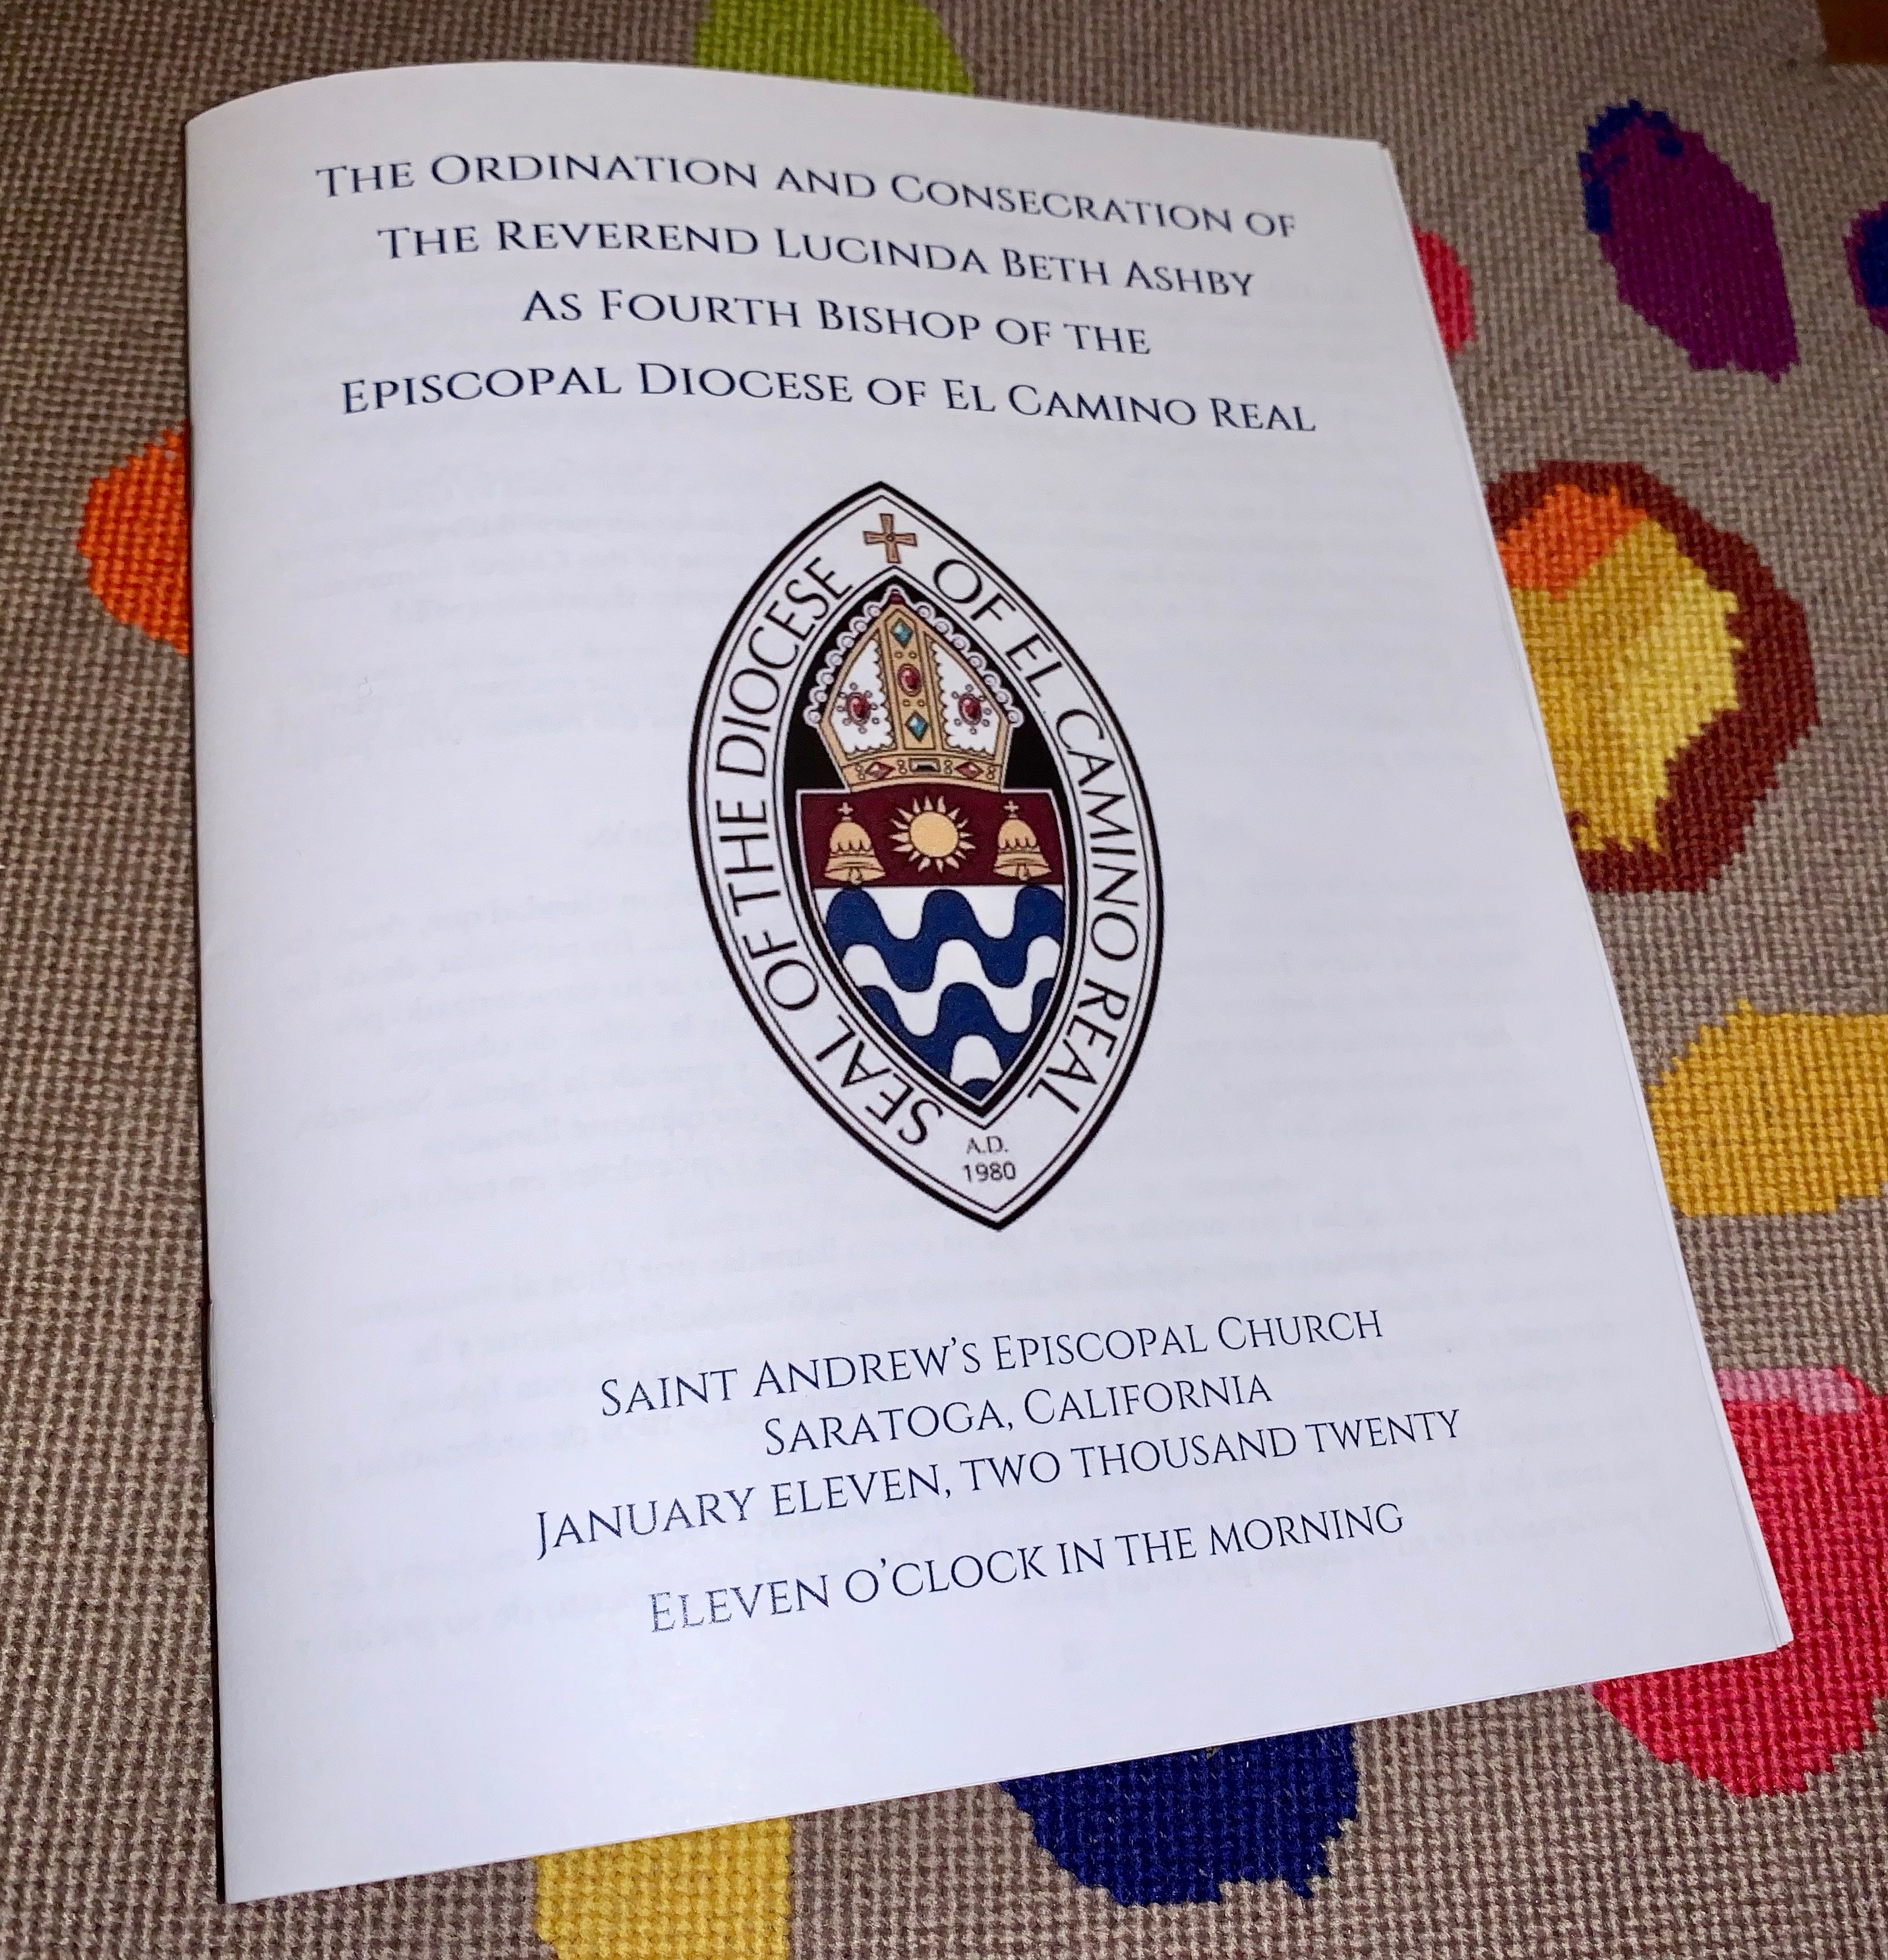 The Ordination and Consecration of
The Reverend Lucinda Beth Ashby
As Fourth Bishop of the
Episcopal Diocese of El Camino Real
SEAL OF THE DIOCESE OF EL CAMINO REAL
A.D.
1980
Saint Andrew's Episcopal Church
Saratoga, California
January eleven, two thousand twenty
Eleven o'clock in the morning